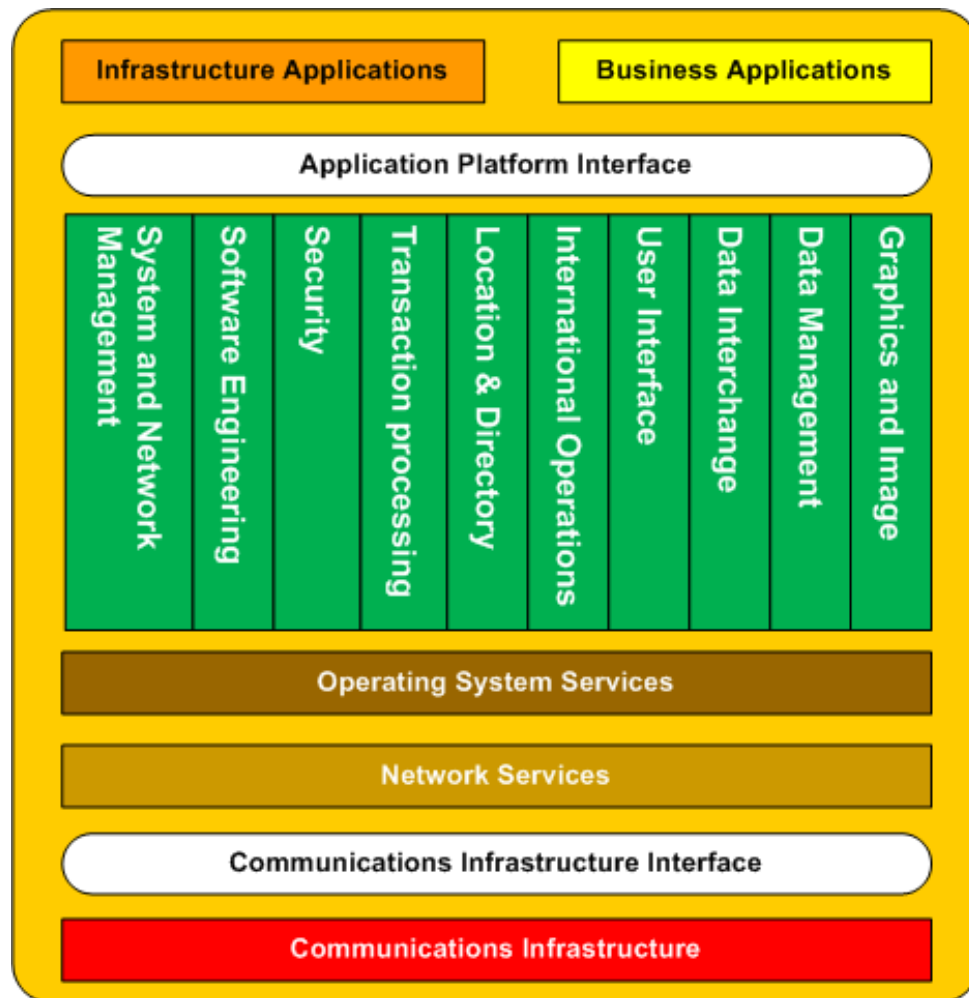 Infrastructure Applications
Business Applications
Application Platform Interface
System and Network
Management
Software Engineering
Security
Transaction processing
Location & Directory
International Operations
User Interface
Data Interchange
Data Management
Graphics and Image
Operating System Services
Network Services
Communications Infrastructure Interface
Communications Infrastructure